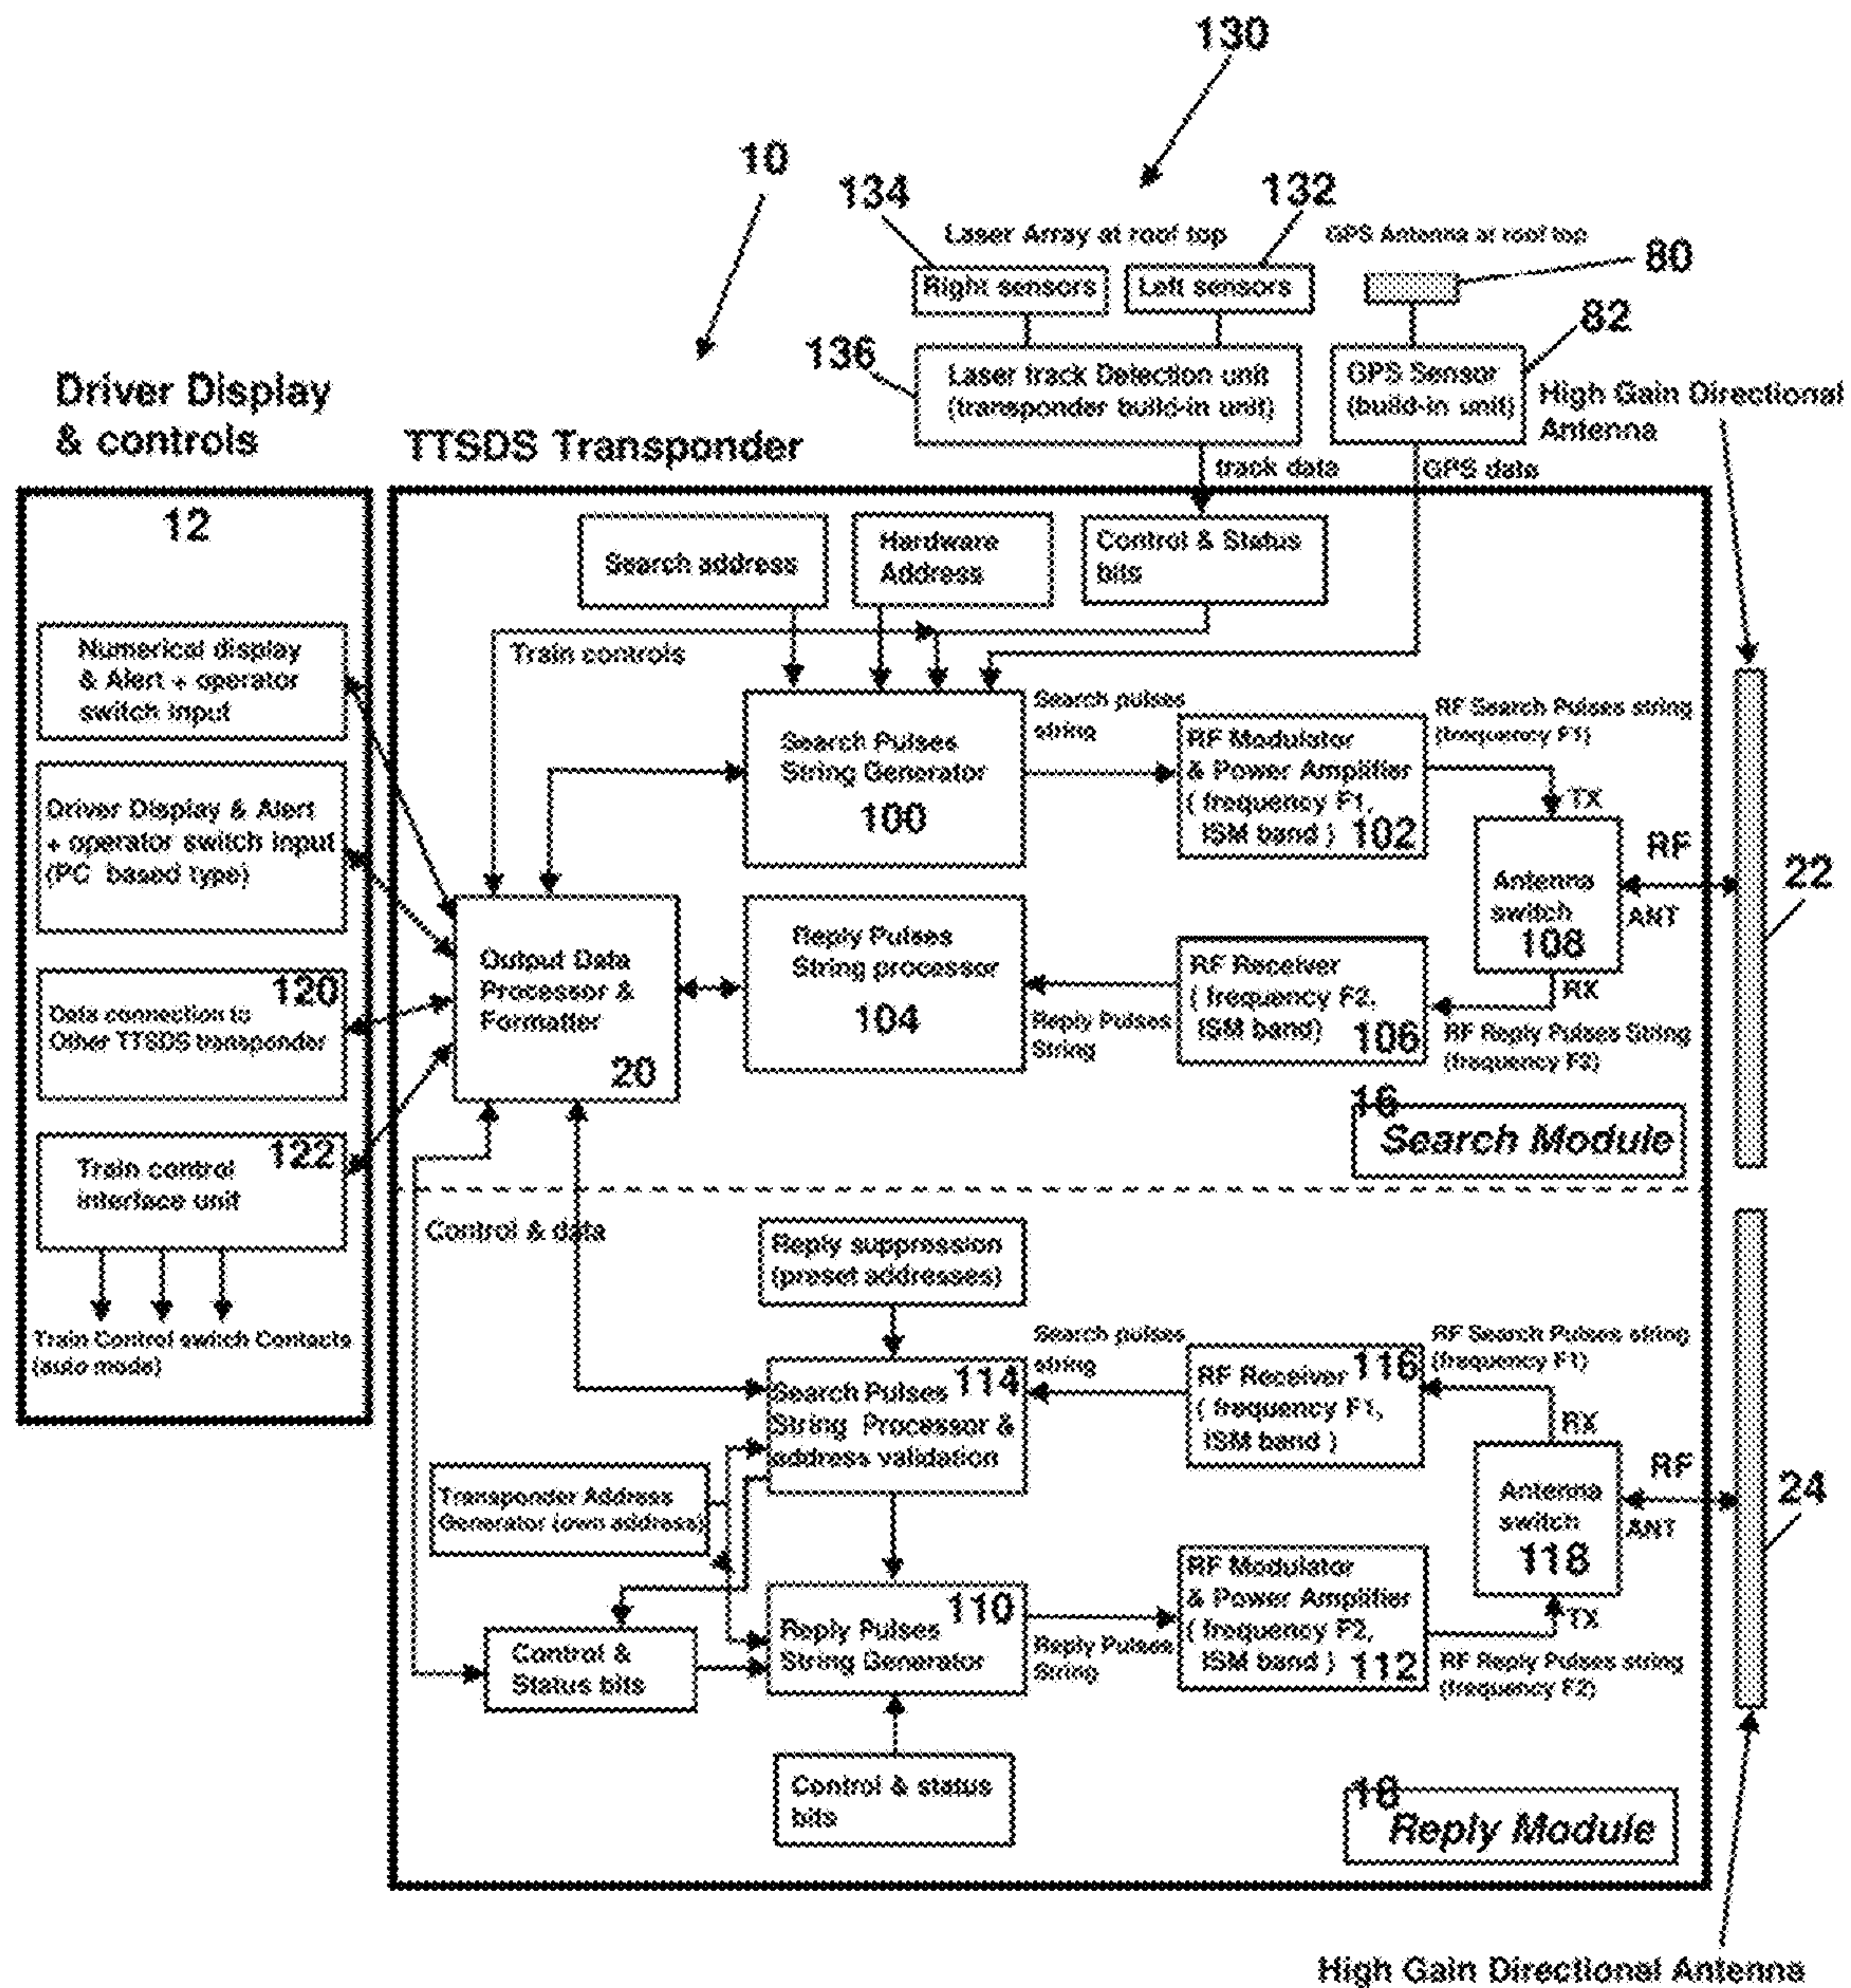 130
10
134
132
Laser Array at roof top
GPS Antenna at roof top
80
Right sensors
Left sensors
82
136
Laser track Detection unit
(transponder build-in unit)
GPS Sensor
(build-in unit)
High Gain Directional
Antenna
Driver Display
& controls
TTSDS Transponder
track data
GPS data
12
Search address
Hardware
Address
Control & Status
bits
Train controls
Numerical display
& Alert + operator
switch input
Driver Display & Alert
+ operator switch input
(PC based type)
120
Data connection to
Other TTSDS transponder
122
Train control
interface unit
Train Control switch Contacts
(auto mode)
Search Pulses
String Generator
100
Search pulses
string
RF Modulator
& Power Amplifier
( frequency F1,
ISM band ) 102
RF Search Pulses string
(frequency F1)
TX
Antenna
switch
108
RF
ANT
RX
22
Output Data
Processor &
Formatter
20
Reply Pulses
String processor
104
Reply Pulses
String
RF Receiver
( frequency F2,
ISM band) 106
RF Reply Pulses String
(frequency F2)
16
Search Module
Control & data
Reply suppression
(preset addresses)
Search Pulses 114
String Processor &
address validation
Search pulses
string
116
RF Receiver
( frequency F1,
ISM band )
RF Search Pulses string
(frequency F1)
RX
Antenna
switch
118
RF
ANT
TX
24
Transponder Address
Generator (own address)
Control &
Status bits
110
Reply Pulses
String Generator
Reply Pulses
String
RF Modulator
& Power Amplifier
( frequency F2,
ISM band ) 112
RF Reply Pulses string
(frequency F2)
Control & status
bits
18
Reply Module
High Gain Directional Antenna